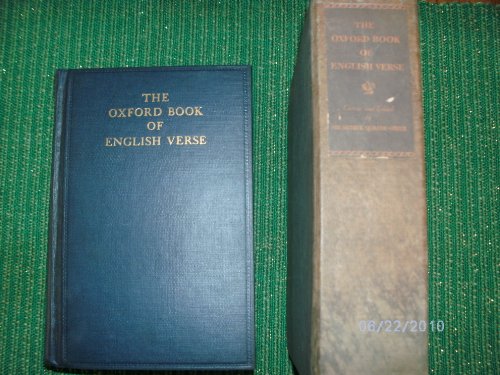 THE
OXFORD BOOK
OF
ENGLISH VERSE
THE
OXFORD BOOK
OF
ENGLISH VERSE
06/22/2010